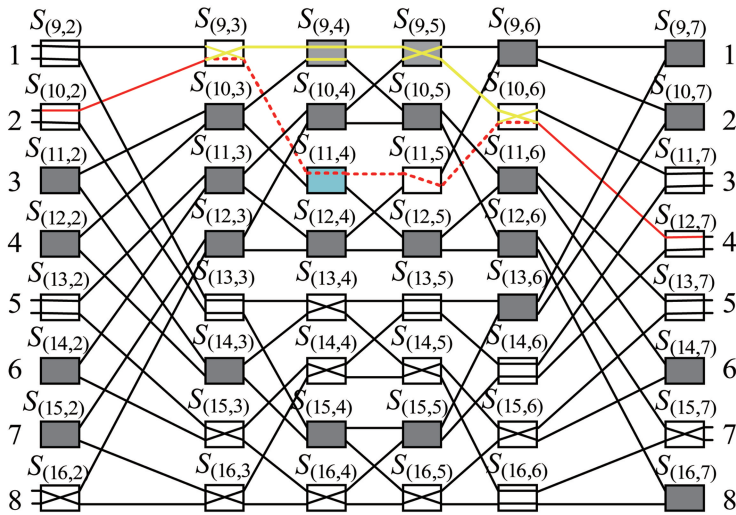 S(9,2) S(9,3) S(9,4) S(9,5) S(9,6) S(9,7)
1 1
S(10,2) S(10,3) S(10,4) S(10,5) S(10,6) S(10,7)
2 2
S(11,2) S(11,3) S(11,4) S(11,5) S(11,6) S(11,7)
3 3
S(12,2) S(12,3) S(12,4) S(12,5) S(12,6) S(12,7)
4 4
S(13,2) S(13,3) S(13,4) S(13,5) S(13,6) S(13,7)
5 5
S(14,2) S(14,3) S(14,4) S(14,5) S(14,6) S(14,7)
6 6
S(15,2) S(15,3) S(15,4) S(15,5) S(15,6) S(15,7)
7 7
S(16,2) S(16,3 S(16,4) S(16,5) S(16,6) S(16,7)
8 8